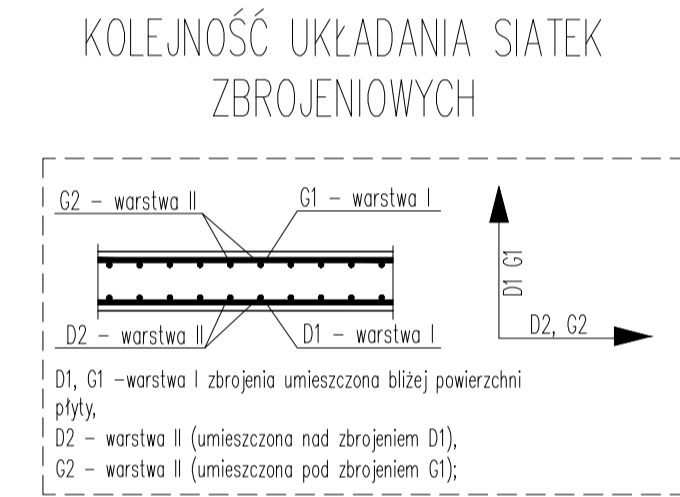 KOLEJNOŚĆ UKŁADANIA SIATEK
ZBROJENIOWYCH
G2 – warstwa II
G1 – warstwa I
D2 – warstwa II
D1 – warstwa I
D1 G1
D2, G2
D1, G1 –warstwa I zbrojenia umieszczona bliżej powierzchni
płyty,
D2 – warstwa II (umieszczona nad zbrojeniem D1),
G2 – warstwa II (umieszczona pod zbrojeniem G1);